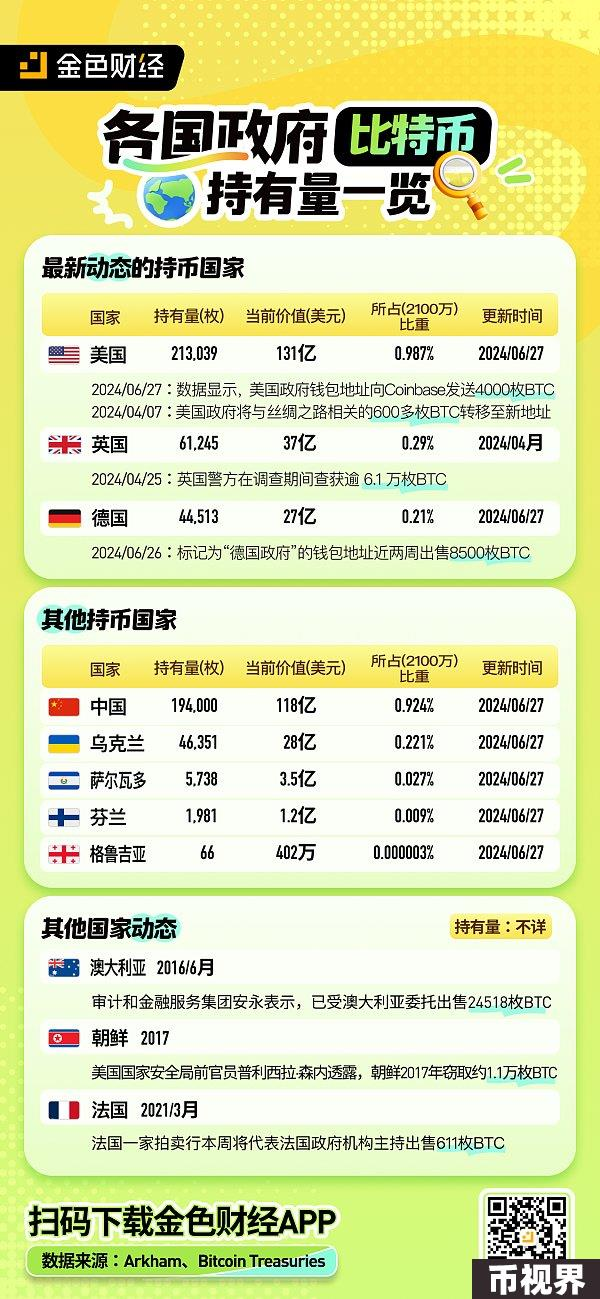 金色财经
各国政府 比特币
持有量一览
最新动态的持币国家
国家 持有量(枚) 当前价值(美元) 所占(2100万)比重 更新时间
美国 213,039 131亿 0.987% 2024/06/27
2024/06/27：数据显示，美国政府钱包地址向Coinbase发送4000枚BTC
2024/04/07：美国政府将与丝绸之路相关的600多枚BTC转移至新地址
英国 61,245 37亿 0.29% 2024/04月
2024/04/25：英国警方在调查期间查获逾 6.1 万枚BTC
德国 44,513 27亿 0.21% 2024/06/27
2024/06/26：标记为“德国政府”的钱包地址近两周出售8500枚BTC
其他持币国家
国家 持有量(枚) 当前价值(美元) 所占(2100万)比重 更新时间
中国 194,000 118亿 0.924% 2024/06/27
乌克兰 46,351 28亿 0.221% 2024/06/27
萨尔瓦多 5,738 3.5亿 0.027% 2024/06/27
芬兰 1,981 1.2亿 0.009% 2024/06/27
格鲁吉亚 66 402万 0.000003% 2024/06/27
其他国家动态 持有量：不详
澳大利亚 2016/6月
审计和金融服务集团安永表示，已受澳大利亚委托出售24518枚BTC
朝鲜 2017
美国国家安全局前官员普利西拉·森内透露，朝鲜2017年窃取约1.1万枚BTC
法国 2021/3月
法国一家拍卖行本周将代表法国政府机构主持出售611枚BTC
扫码下载金色财经APP
数据来源：Arkham、Bitcoin Treasuries
币视界